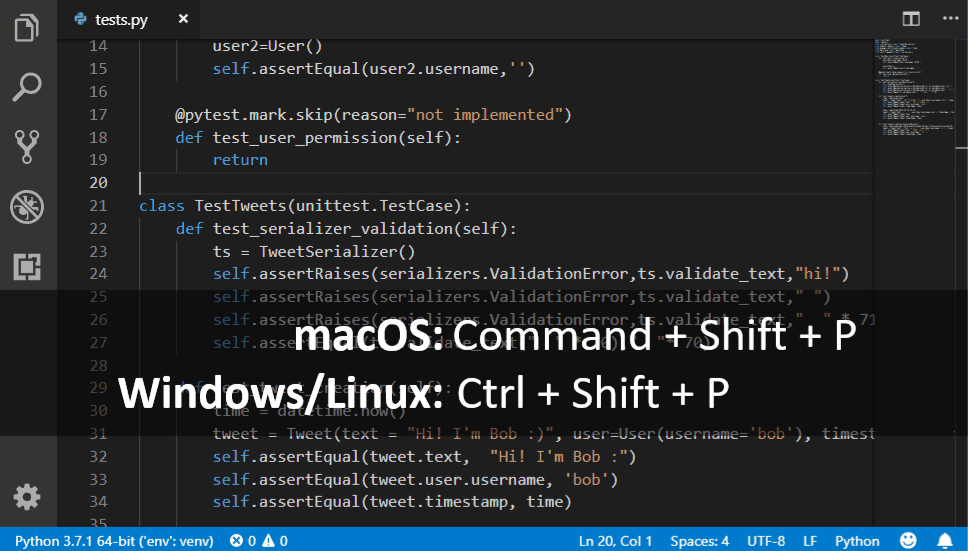 tests.py ×
14 user2=User()
15 self.assertEqual(user2.username,'')
16
17 @pytest.mark.skip(reason="not implemented")
18 def test_user_permission(self):
19 return
20
21 class TestTweets(unittest.TestCase):
22 def test_serializer_validation(self):
23 ts = TweetSerializer()
24 self.assertRaises(serializers.ValidationError,ts.validate_text,"hi!")
25 self.assertRaises(serializers.ValidationError,ts.validate_text," ")
26 self.assertRaises(serializers.ValidationError,ts.validate_text," " * 71
27
macOS: Command + Shift + P
28
29
Windows/Linux: Ctrl + Shift + P
30 time = datetime.now()
31 tweet = Tweet(text = "Hi! I'm Bob :)", user=User(username='bob'), timest
32 self.assertEqual(tweet.text, "Hi! I'm Bob :")
33 self.assertEqual(tweet.user.username, 'bob')
34 self.assertEqual(tweet.timestamp, time)
35
Python 3.7.1 64-bit ('env': venv) 0 0 Ln 20, Col 1 Spaces: 4 UTF-8 LF Python